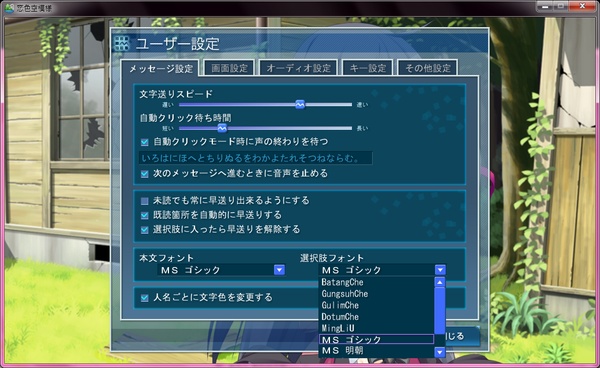 悠色空模様
ユーザー設定
メッセージ設定 画面設定 オーディオ設定 キー設定 その他設定
文字送りスピード
遅い 速い
自動クリック待ち時間
短い 長い
自動クリックモード時に声の終わりを待つ
いろはにほへとちりぬるをわかよたれそつねならむ。
次のメッセージへ進むときに音声を止める
未読でも常に早送り出来るようにする
既読箇所を自動的に早送りする
選択肢に入ったら早送りを解除する
本文フォント 選択肢フォント
ＭＳ ゴシック ＭＳ ゴシック
BatangChe
GungsuhChe
GulimChe
DotumChe
MingLiU
ＭＳ ゴシック
ＭＳ 明朝
人名ごとに文字色を変更する
じる